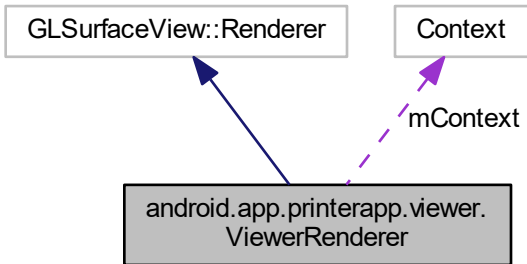 GLSurfaceView::Renderer
Context
mContext
android.app.printerapp.viewer.
ViewerRenderer